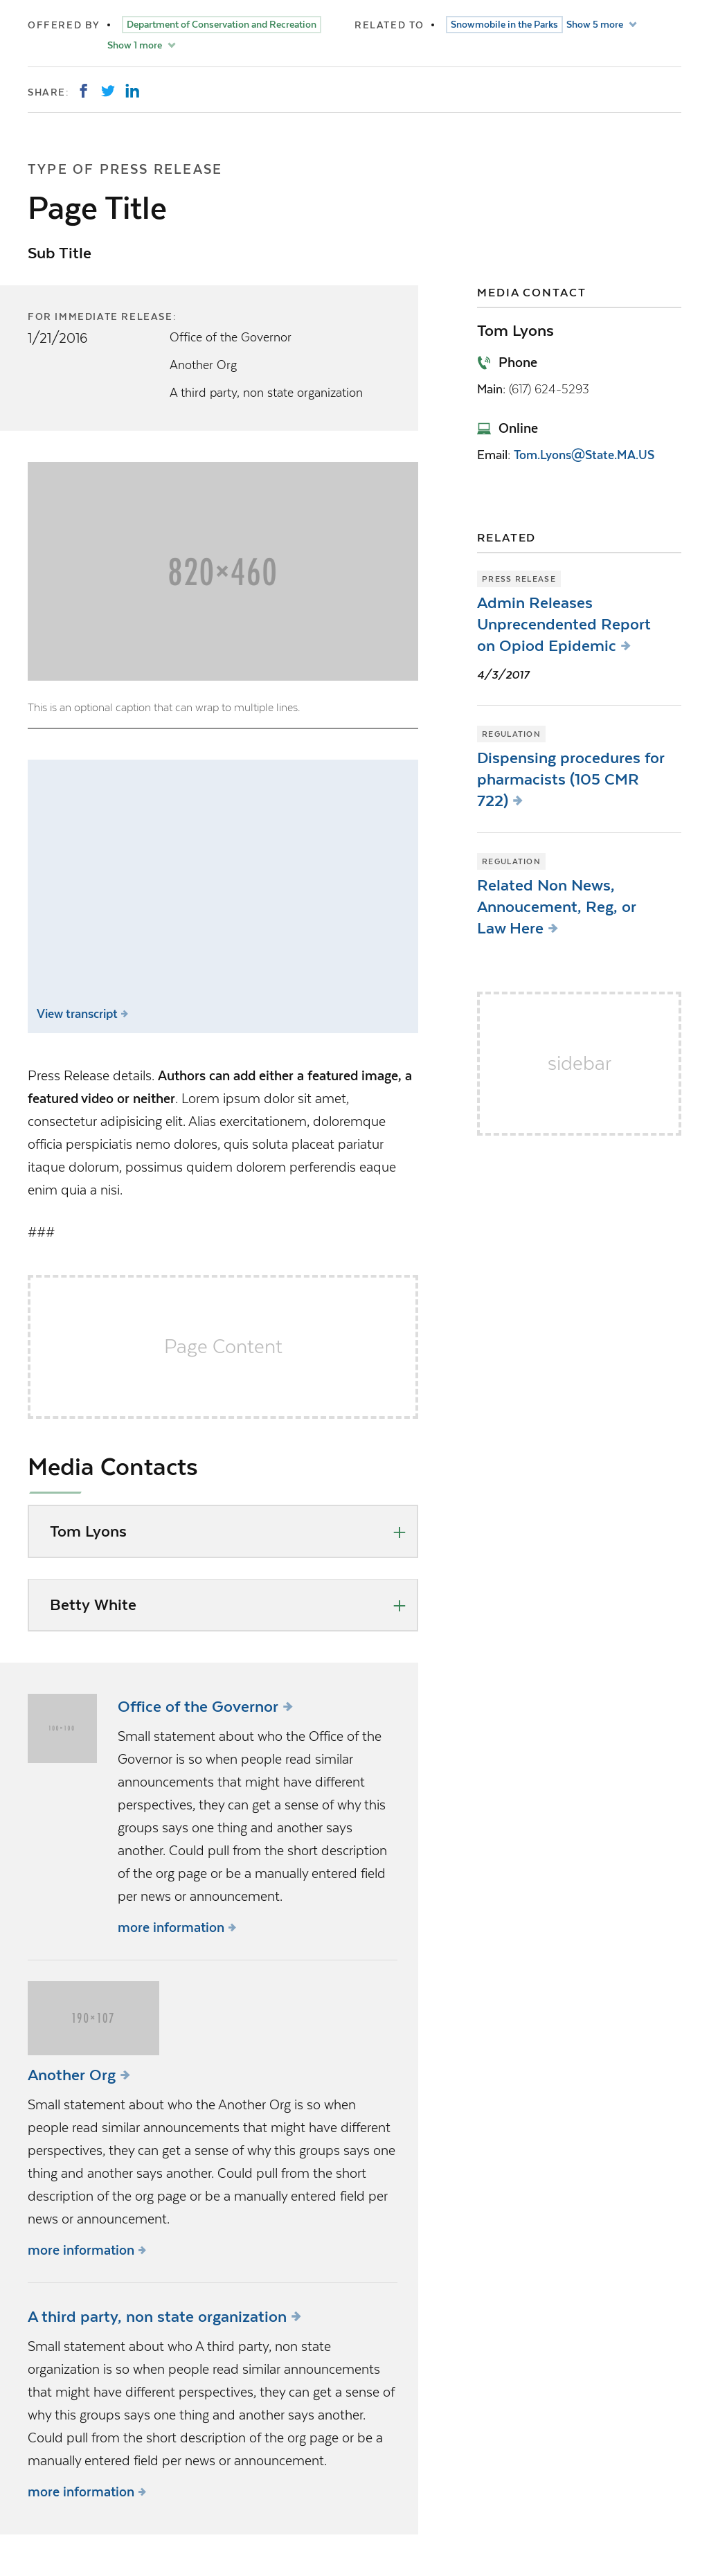 OFFERED BY • Department of Conservation and Recreation
Show 1 more
RELATED TO • Snowmobile in the Parks Show 5 more
SHARE:
TYPE OF PRESS RELEASE
Page Title
Sub Title
FOR IMMEDIATE RELEASE:
1/21/2016
Office of the Governor
Another Org
A third party, non state organization
820×460
This is an optional caption that can wrap to multiple lines.
View transcript
Press Release details. Authors can add either a featured image, a
featured video or neither. Lorem ipsum dolor sit amet,
consectetur adipisicing elit. Alias exercitationem, doloremque
officia perspiciatis nemo dolores, quis soluta placeat pariatur
itaque dolorum, possimus quidem dolorem perferendis eaque
enim quia a nisi.
###
Page Content
Media Contacts
Tom Lyons
Betty White
Office of the Governor
Small statement about who the Office of the
Governor is so when people read similar
announcements that might have different
perspectives, they can get a sense of why this
groups says one thing and another says
another. Could pull from the short description
of the org page or be a manually entered field
per news or announcement.
more information
190×107
Another Org
Small statement about who the Another Org is so when
people read similar announcements that might have different
perspectives, they can get a sense of why this groups says one
thing and another says another. Could pull from the short
description of the org page or be a manually entered field per
news or announcement.
more information
A third party, non state organization
Small statement about who A third party, non state
organization is so when people read similar announcements
that might have different perspectives, they can get a sense of
why this groups says one thing and another says another.
Could pull from the short description of the org page or be a
manually entered field per news or announcement.
more information
MEDIA CONTACT
Tom Lyons
Phone
Main: (617) 624-5293
Online
Email: Tom.Lyons@State.MA.US
RELATED
PRESS RELEASE
Admin Releases
Unprecendented Report
on Opiod Epidemic
4/3/2017
REGULATION
Dispensing procedures for
pharmacists (105 CMR
722)
REGULATION
Related Non News,
Annoucement, Reg, or
Law Here
sidebar